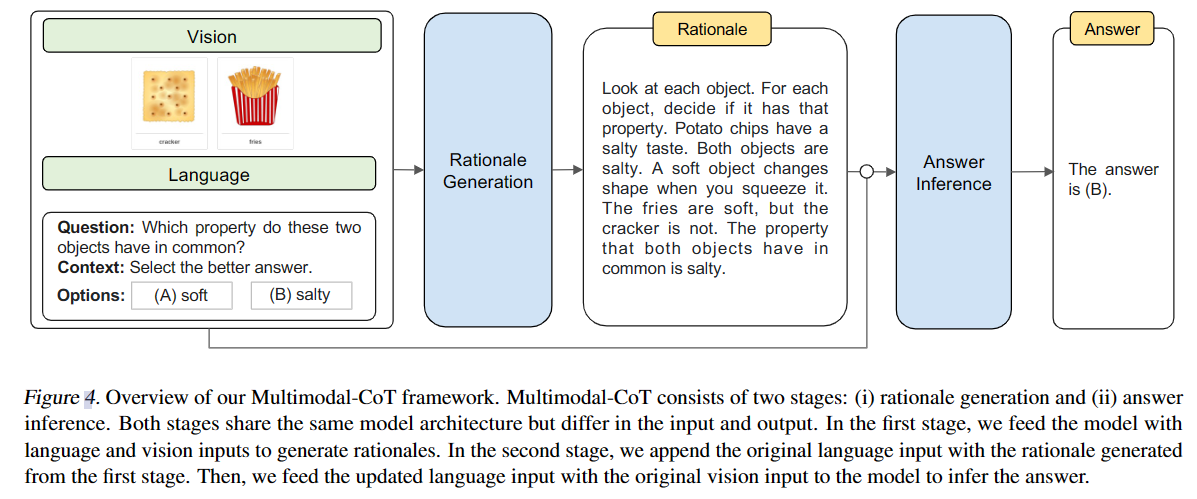 Vision
cracker
fries
Language
Question: Which property do these two
objects have in common?
Context: Select the better answer.
Options:
(A) soft
(B) salty
Rationale
Generation
Rationale
Look at each object. For each
object, decide if it has that
property. Potato chips have a
salty taste. Both objects are
salty. A soft object changes
shape when you squeeze it.
The fries are soft, but the
cracker is not. The property
that both objects have in
common is salty.
Answer
Inference
Answer
The answer
is (B).
Figure 4. Overview of our Multimodal-CoT framework. Multimodal-CoT consists of two stages: (i) rationale generation and (ii) answer
inference. Both stages share the same model architecture but differ in the input and output. In the first stage, we feed the model with
language and vision inputs to generate rationales. In the second stage, we append the original language input with the rationale generated
from the first stage. Then, we feed the updated language input with the original vision input to the model to infer the answer.